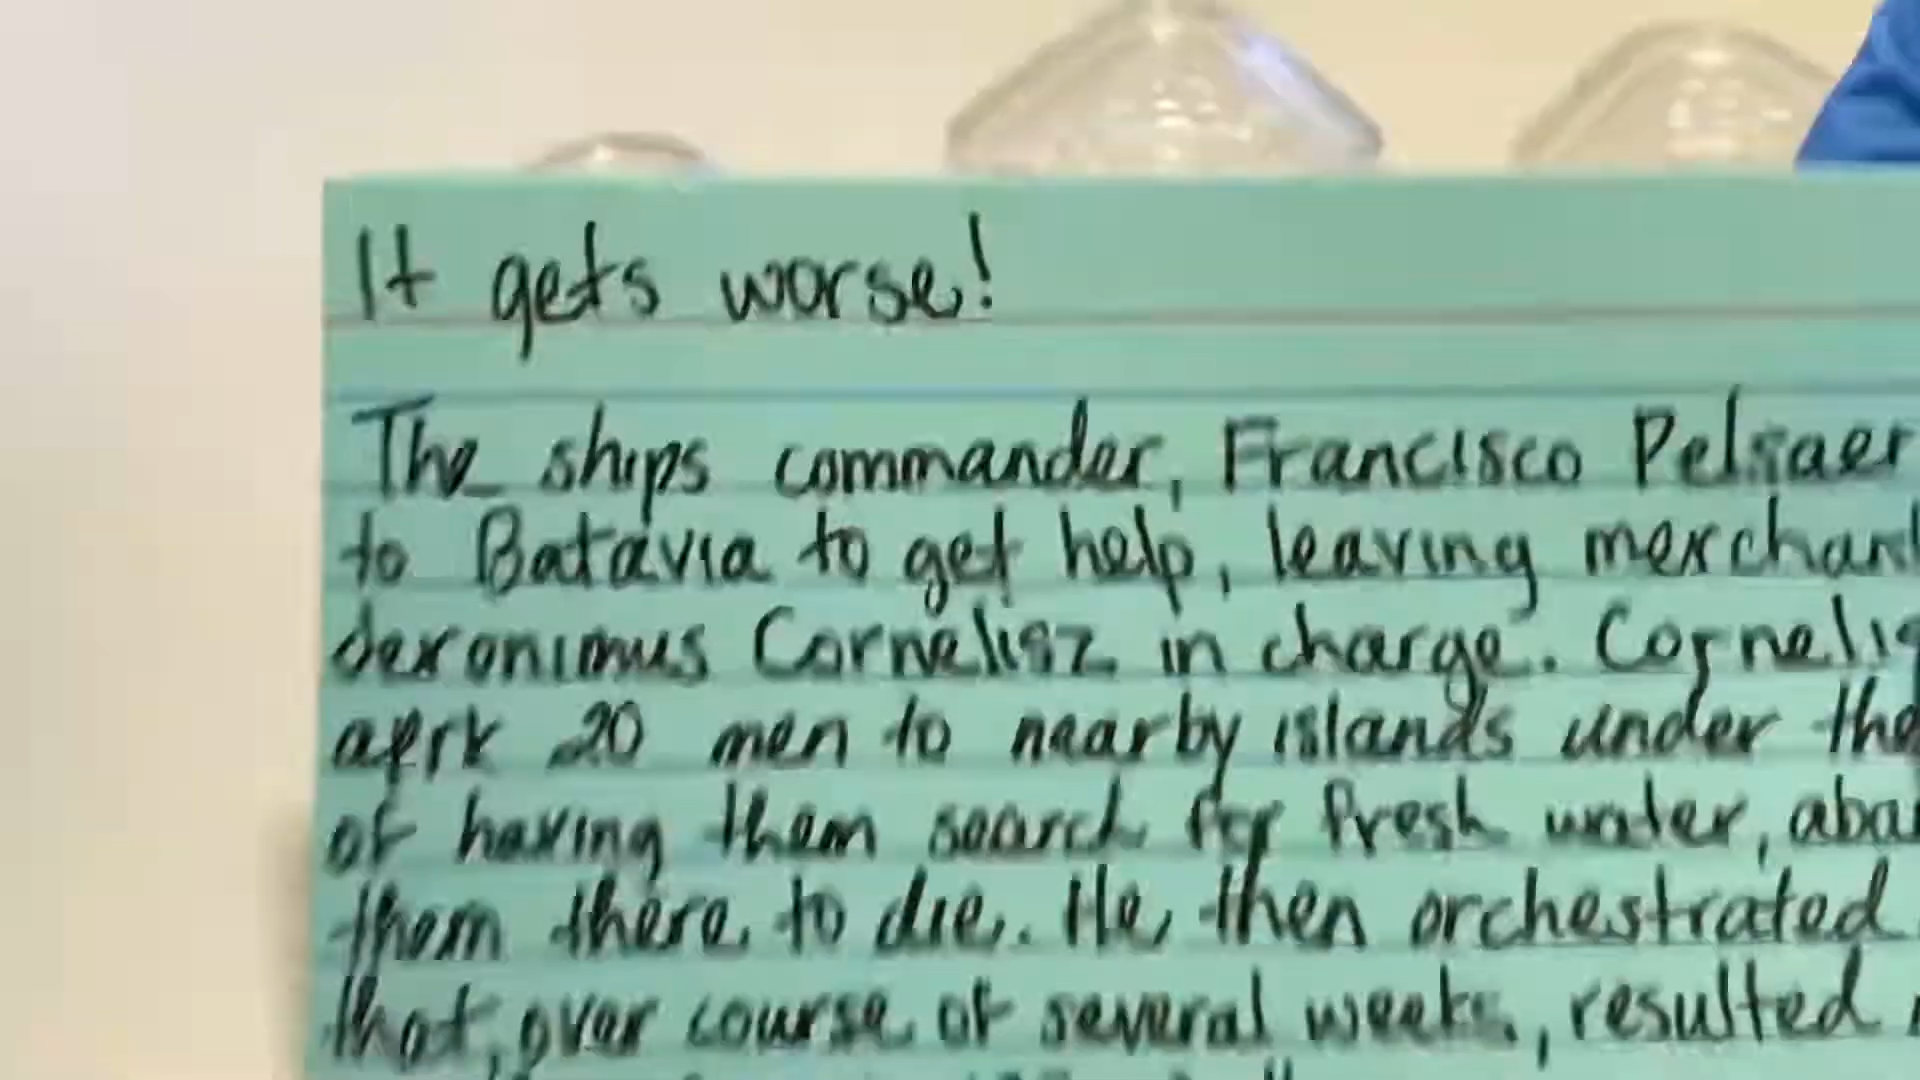 It gets worse!
The ships commander, Francisco Pelsaer
to Batavia to get help, leaving merchant
Jeronimus Cornelisz in charge. Cornelis
20 men to nearby islands under the
of having them search for fresh water, aba
them there to die. He then orchestrated
that, over course of several weeks, resulted